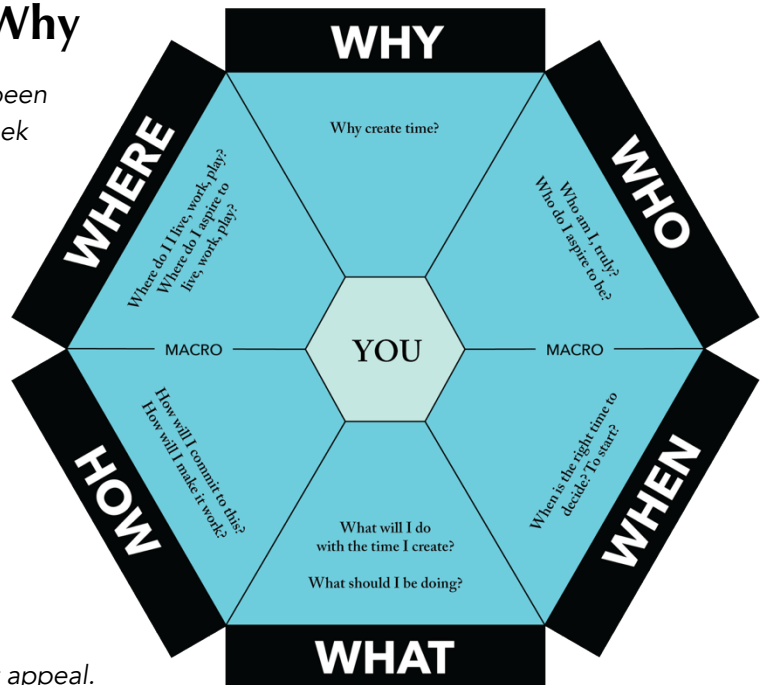 Why
been
ek
WHY
Why create time?
WHO
Who am I, truly?
Who do I aspire to be?
WHEN
When is the right time to
decide? To start?
WHAT
What will I do
with the time I create?
What should I be doing?
HOW
How will I commit to this?
How will I make it work?
WHERE
Where do I I live, work, play?
Where do I aspire to
live, work, play?
MACRO
YOU
MACRO
appeal.